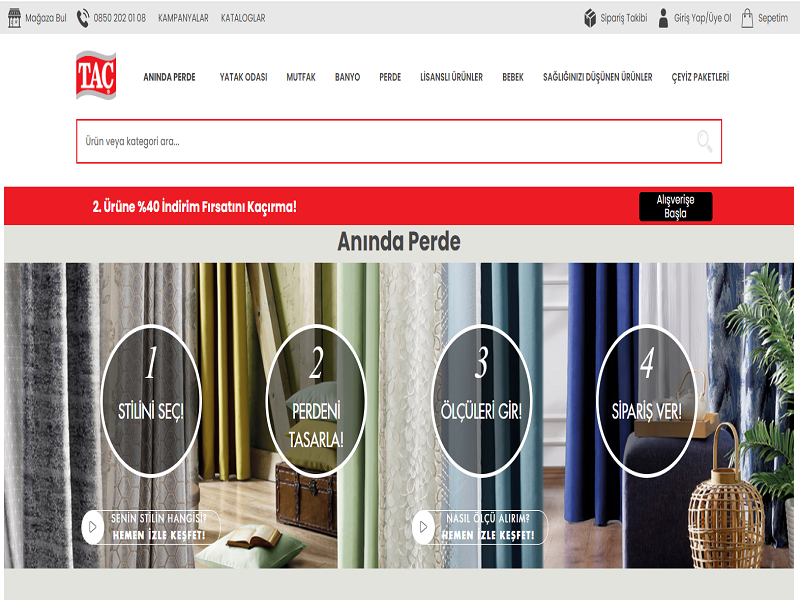 Mağaza Bul 0850 202 01 08 KAMPANYALAR KATALOGLAR Sipariş Takibi Giriş Yap/Üye Ol Sepetim
TAÇ ANINDA PERDE YATAK ODASI MUTFAK BANYO PERDE LİSANSLI ÜRÜNLER BEBEK SAĞLIĞINIZI DÜŞÜNEN ÜRÜNLER ÇEYİZ PAKETLERİ
Ürün veya kategori ara...
2. Ürüne %40 İndirim Fırsatını Kaçırma!
Alışverişe
Başla
Anında Perde
1
STİLİNİ SEÇ!
2
PERDENİ
TASARLA!
3
ÖLÇÜLERİ GİR!
4
SİPARİŞ VER!
SENİN STİLİN HANGİSİ?
HEMEN İZLE KEŞFET!
NASIL ÖLÇÜ ALIRIM?
HEMEN İZLE KEŞFET!